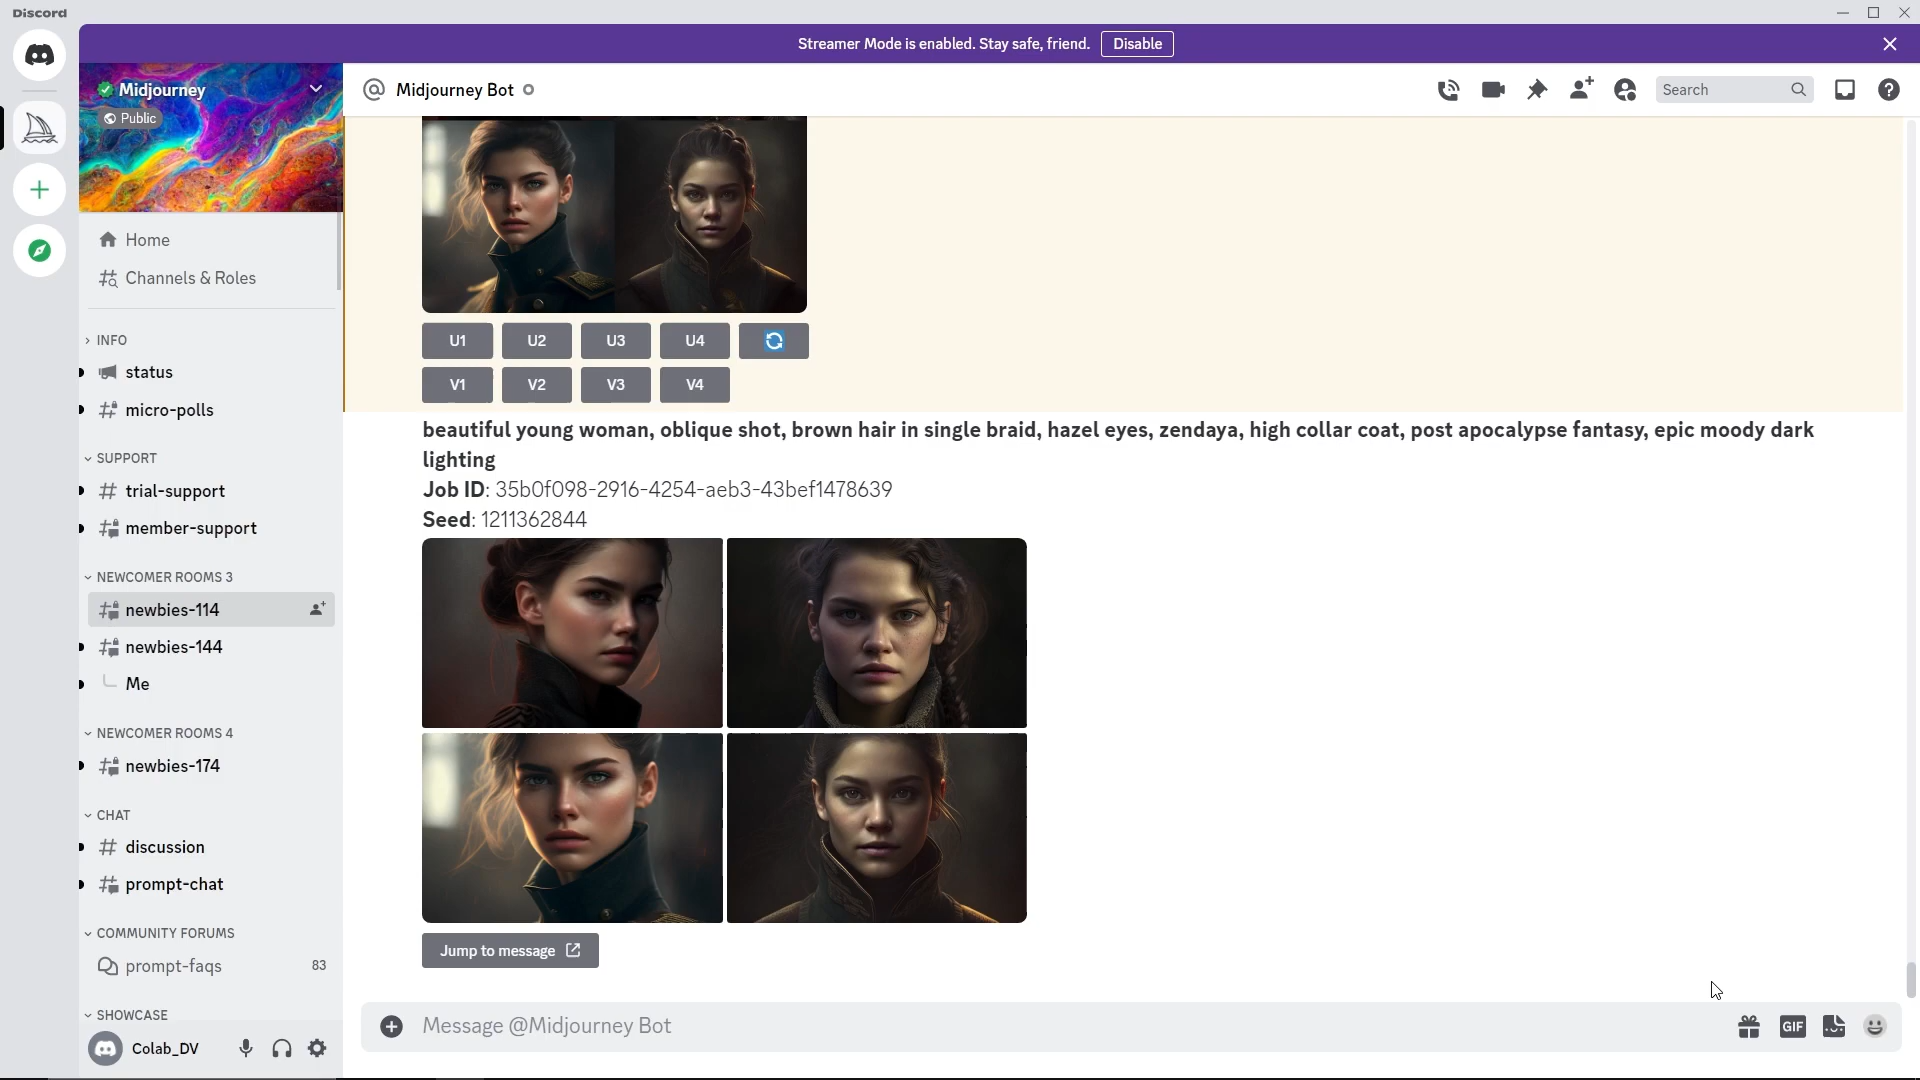 Discord
Streamer Mode is enabled. Stay safe, friend. Disable
Midjourney
Public
Midjourney Bot
Search
Home
Channels & Roles
INFO
status
micro-polls
SUPPORT
trial-support
member-support
NEWCOMER ROOMS 3
newbies-114
newbies-144
Me
NEWCOMER ROOMS 4
newbies-174
CHAT
discussion
prompt-chat
COMMUNITY FORUMS
prompt-faqs 83
SHOWCASE
Colab_DV
U1 U2 U3 U4
V1 V2 V3 V4
beautiful young woman, oblique shot, brown hair in single braid, hazel eyes, zendaya, high collar coat, post apocalypse fantasy, epic moody dark
lighting
Job ID: 35b0f098-2916-4254-aeb3-43bef1478639
Seed: 1211362844
Jump to message
Message @Midjourney Bot
GIF